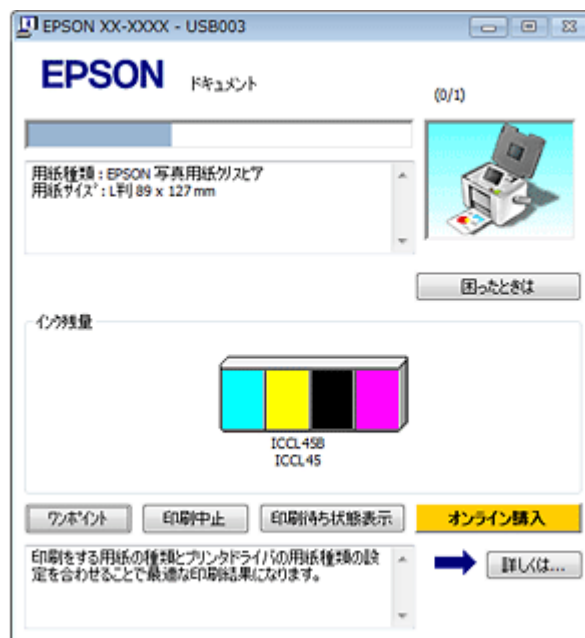 EPSON XX-XXXX - USB003
EPSON ドキュメント
(0/1)
用紙種類 : EPSON 写真用紙クリスピア
用紙サイズ : L判 89 x 127 mm
困ったときは
インク残量
ICCL45B
ICCL45
ワンポイント 印刷中止 印刷待ち状態表示 オンライン購入
印刷をする用紙の種類とプリンタドライバの用紙種類の設
定を合わせることで最適な印刷結果になります。
詳しくは...